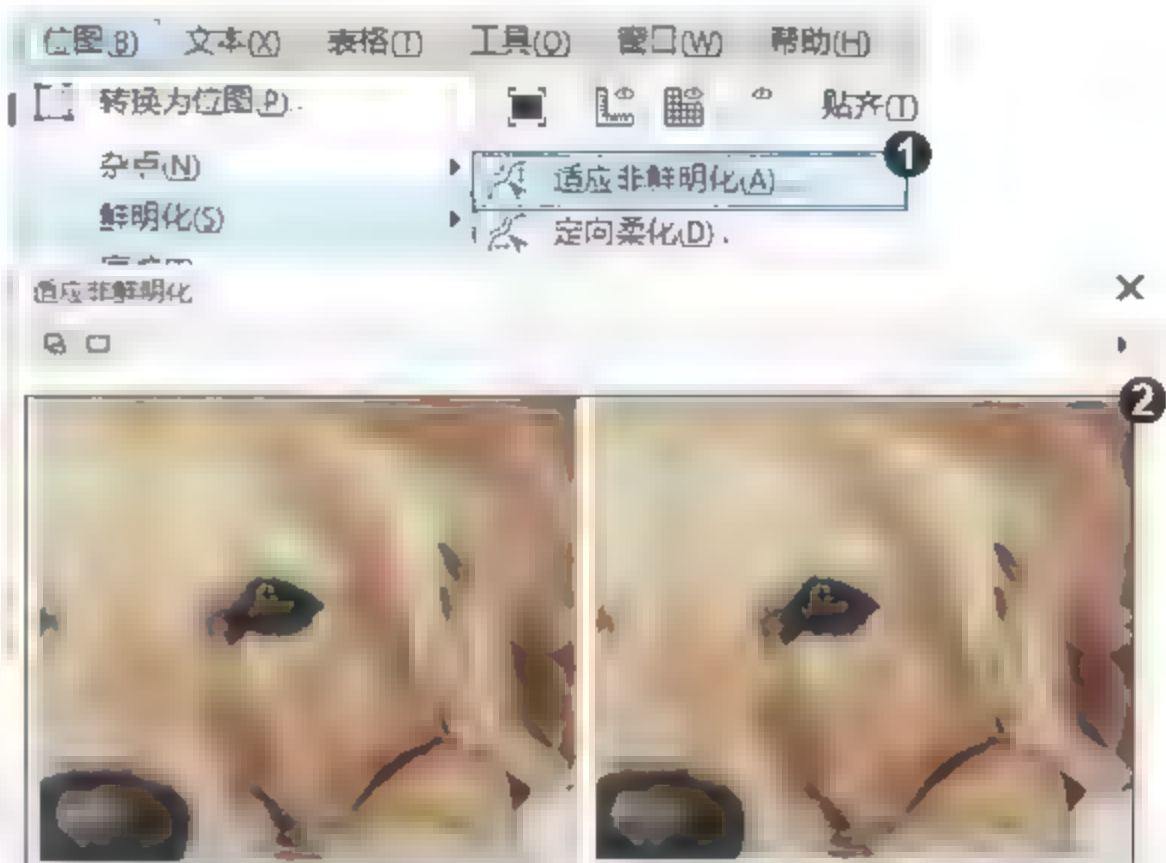 位图(B) 文本(X) 表格(T) 工具(O) 窗口(W) 帮助(H)
转换为位图(P)... 贴齐(T)
杂点(N)
1
适应非鲜明化(A)
鲜明化(S)
定向柔化(D)...
适应非鲜明化
2